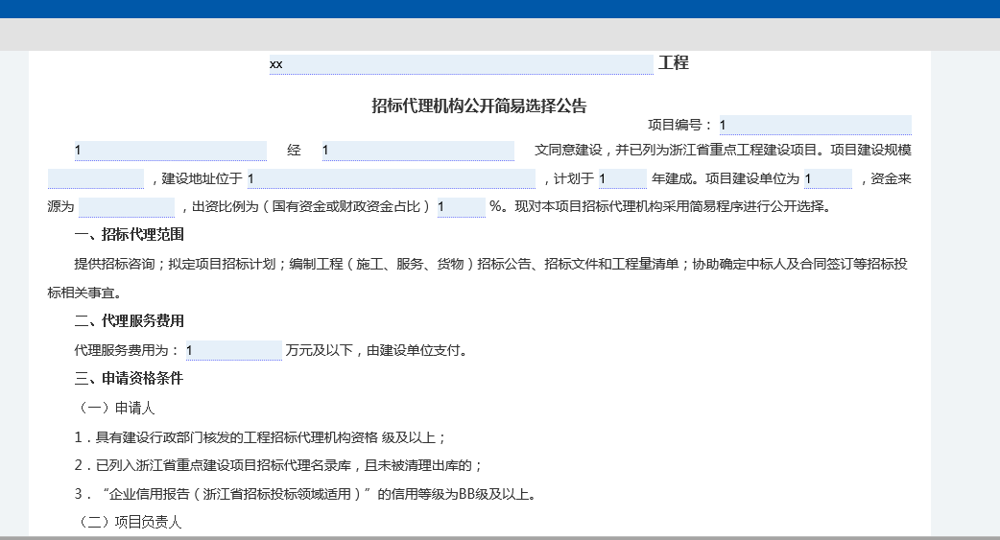 xx 工程
招标代理机构公开简易选择公告
项目编号： 1
1 经 1 文同意建设，并已列为浙江省重点工程建设项目。项目建设规模
，建设地址位于 1 ，计划于 1 年建成。项目建设单位为 1 ，资金来
源为 ，出资比例为（国有资金或财政资金占比） 1 %。现对本项目招标代理机构采用简易程序进行公开选择。
一、招标代理范围
提供招标咨询；拟定项目招标计划；编制工程（施工、服务、货物）招标公告、招标文件和工程量清单；协助确定中标人及合同签订等招标投
标相关事宜。
二、代理服务费用
代理服务费用为： 1 万元及以下，由建设单位支付。
三、申请资格条件
（一）申请人
1．具有建设行政部门核发的工程招标代理机构资格 级及以上；
2．已列入浙江省重点建设项目招标代理名录库，且未被清理出库的；
3．“企业信用报告（浙江省招标投标领域适用）”的信用等级为BB级及以上。
（二）项目负责人